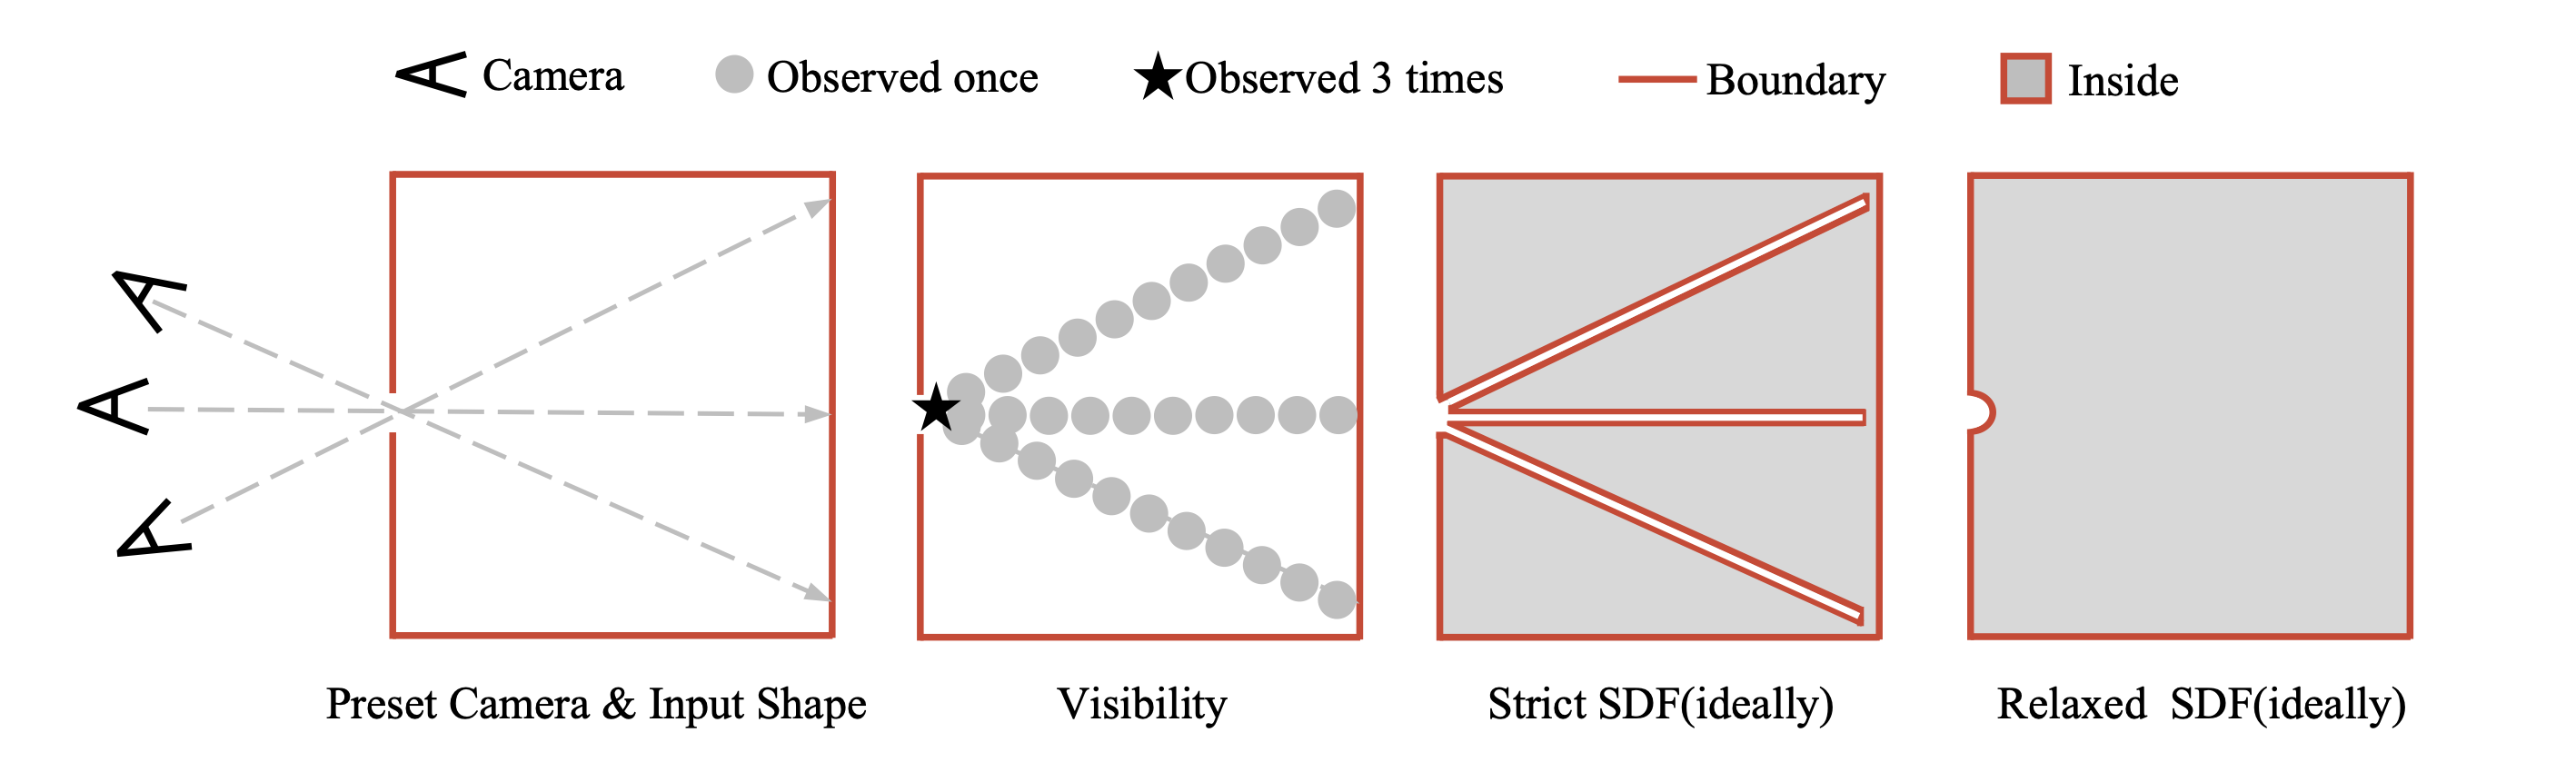 Camera Observed once Observed 3 times Boundary Inside
Preset Camera & Input Shape Visibility Strict SDF(ideally) Relaxed SDF(ideally)